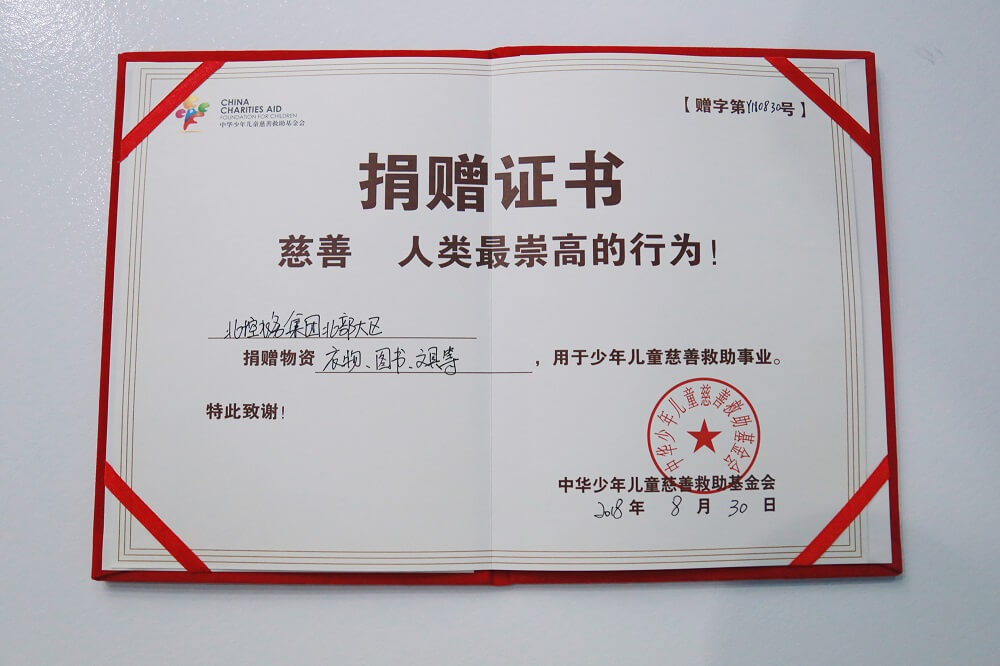 CHINA
CHARITIES AID
FOUNDATION FOR CHILDREN
中华少年儿童慈善救助基金会
【赠字第Y110830号】
捐赠证书
慈善 人类最崇高的行为！
北控水务集团北部大区
捐赠物资 衣物、图书、文具等，用于少年儿童慈善救助事业。
特此致谢！
中华少年儿童慈善救助基金会
中华少年儿童慈善救助基金会
2018年 8月 30日